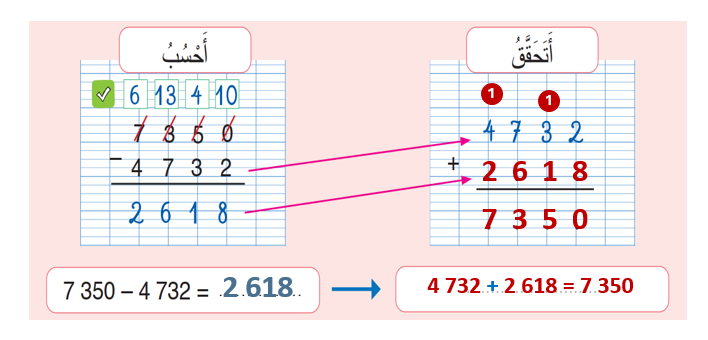 أَحْسُبُ
6 13 4 10
7 3 5 0
− 4 7 3 2
2 6 1 8
7 350 – 4 732 = 2 618
أَتَحَقَّقُ
1 1
4 7 3 2
+ 2 6 1 8
7 3 5 0
4 732 + 2 618 = 7 350